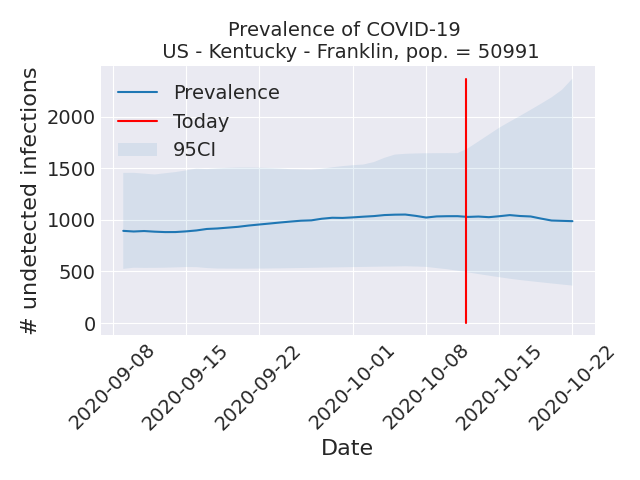 Prevalence of COVID-19
US - Kentucky - Franklin, pop. = 50991
Prevalence
Today
95CI
# undetected infections
2000
1500
1000
500
0
2020-09-08
2020-09-15
2020-09-22
2020-10-01
2020-10-08
2020-10-15
2020-10-22
Date